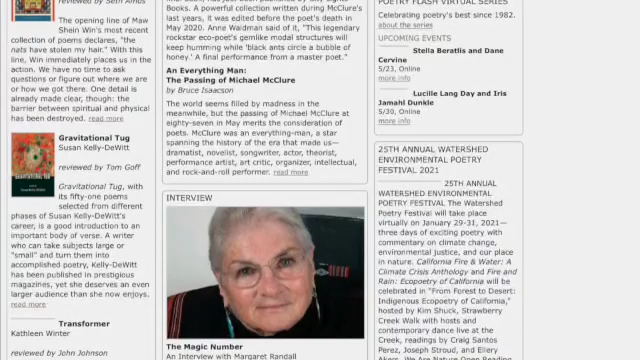 reviewed by Seth Amos
The opening line of Maw
Shein Win's most recent
collection of poems declares, "the
nats have stolen my hair." With this
line, Win immediately places us in the
action. We have no time to ask
questions or figure out where we are
or how we got there. One detail is
already made clear, though: the
barrier between spiritual and physical
has been destroyed. read more
Gravitational Tug
Susan Kelly-DeWitt
reviewed by Tom Goff
Gravitational Tug, with
its fifty-one poems
selected from different
phases of Susan Kelly-DeWitt's
career, is a good introduction to an
important body of verse. A writer
who can take subjects large or
"small" and turn them into
accomplished poetry, Kelly-DeWitt
has been published in prestigious
magazines, yet she deserves an even
larger audience than she now enjoys.
read more
Transformer
Kathleen Winter
reviewed by John Johnson
Books. A powerful collection written during McClure's
last years, it was edited before the poet's death in
May 2020. Anne Waldman said of it, "This legendary
rockstar eco-poet's gemlike modal structures will
keep humming while 'black ants circle a bubble of
honey.' A final performance from a master poet."
An Everything Man:
The Passing of Michael McClure
by Bruce Isaacson
The world seems filled by madness in the
meanwhile, but the passing of Michael McClure at
eighty-seven in May merits the consideration of
poets. McClure was an everything-man, a star
spanning the history of the era that made us—
dramatist, novelist, songwriter, actor, theorist,
performance artist, art critic, organizer, intellectual,
and rock-and-roll performer. read more
INTERVIEW
The Magic Number
An Interview with Margaret Randall
POETRY FLASH VIRTUAL SERIES
Celebrating poetry's best since 1982.
about the series
UPCOMING EVENTS
Stella Beratlis and Dane
Cervine
5/23, Online
more info
Lucille Lang Day and Iris
Jamahl Dunkle
5/30, Online
more info
25TH ANNUAL WATERSHED
ENVIRONMENTAL POETRY
FESTIVAL 2021
25TH ANNUAL
WATERSHED ENVIRONMENTAL
POETRY FESTIVAL The Watershed
Poetry Festival will take place
virtually on January 29-31, 2021—
three days of exciting poetry with
commentary on climate change,
environmental justice, and our place
in nature. California Fire & Water: A
Climate Crisis Anthology and Fire and
Rain: Ecopoetry of California will be
celebrated in "From Forest to Desert:
Indigenous Ecopoetry of California,"
hosted by Kim Shuck, Strawberry
Creek Walk with hosts and
contemporary dance live at the
Creek, readings by Craig Santos
Perez, Joseph Stroud, and Ellery
Akers. We Are Nature Open Reading